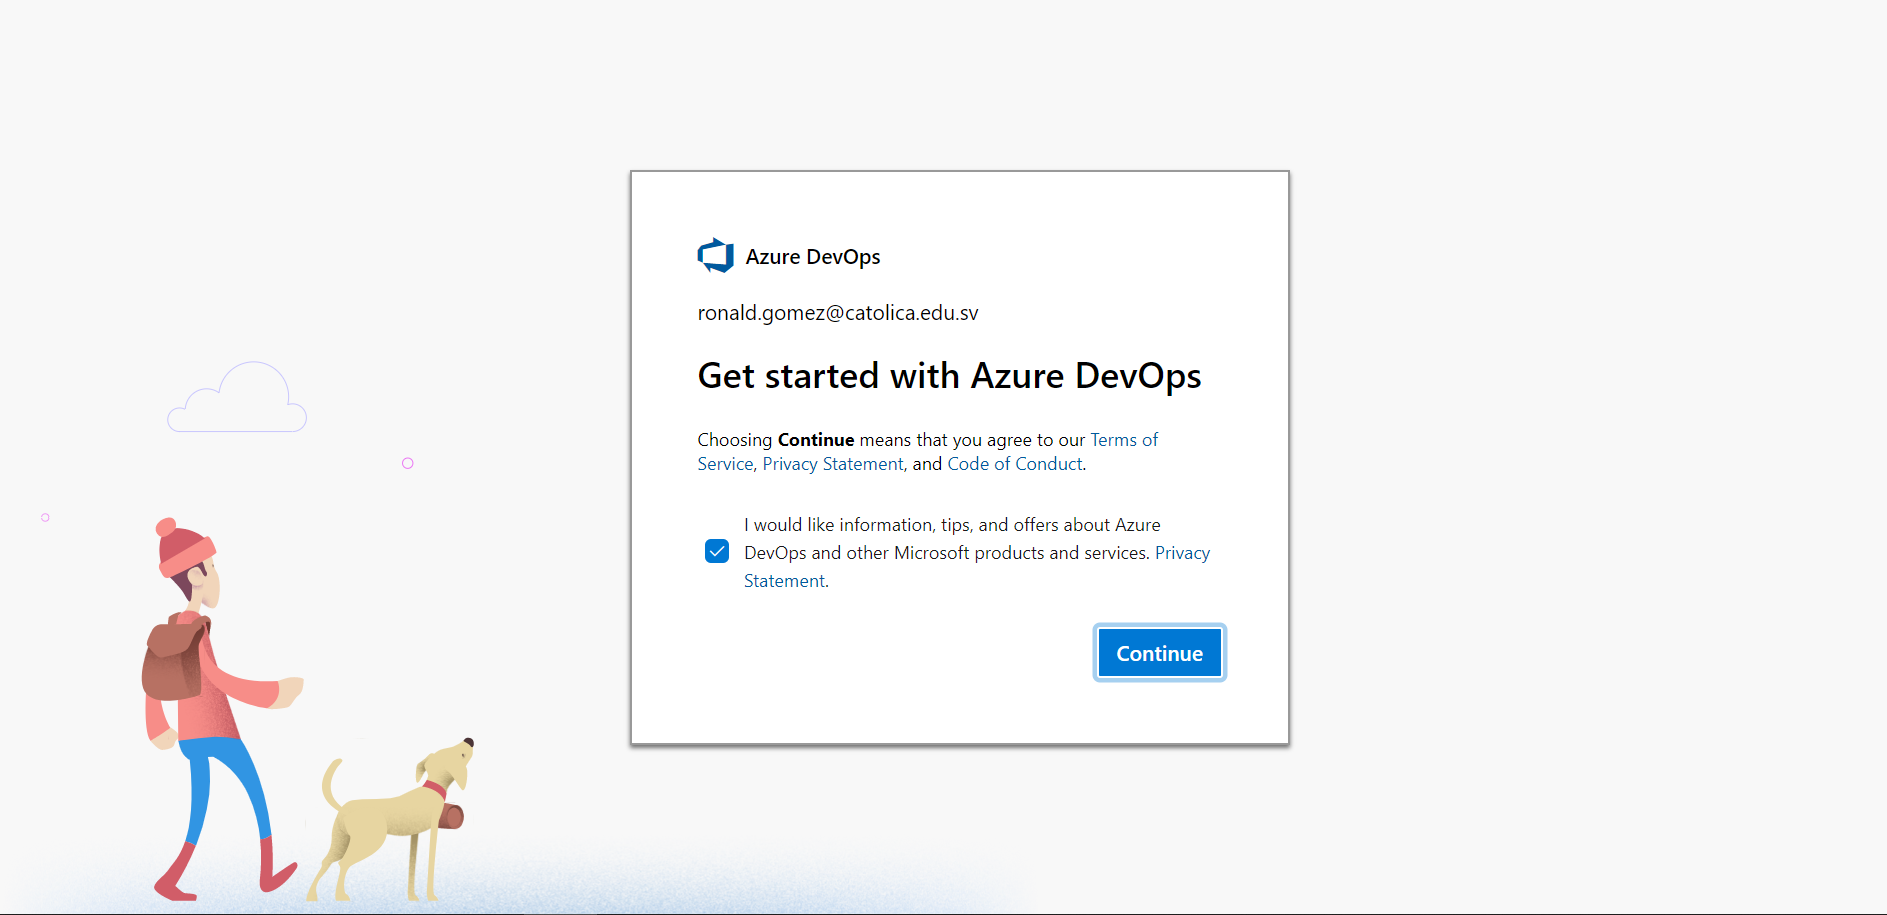 Azure DevOps
ronald.gomez@catolica.edu.sv
Get started with Azure DevOps
Choosing Continue means that you agree to our Terms of
Service, Privacy Statement, and Code of Conduct.
I would like information, tips, and offers about Azure
DevOps and other Microsoft products and services. Privacy
Statement.
Continue